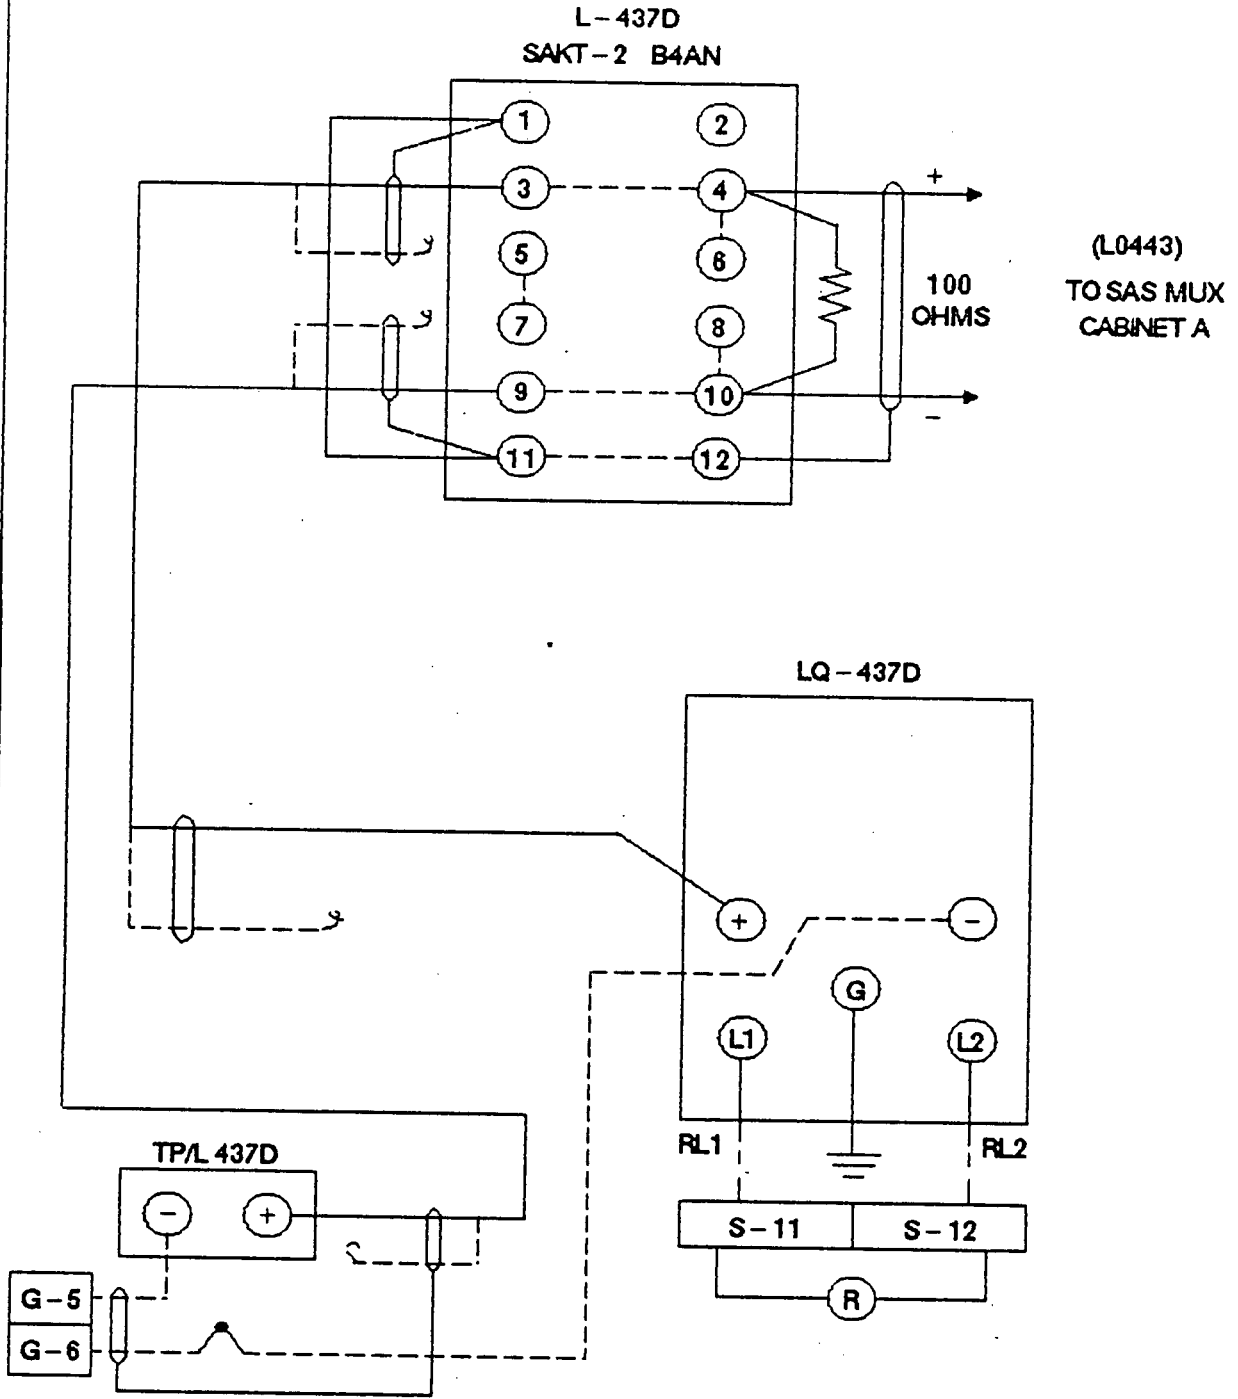 L-437D
SAKT-2 B4AN
1
2
3
4
+
5
6
(L0443)
100
OHMS
TO SAS MUX
CABINET A
7
8
9
10
-
11
12
LQ-437D
+
-
G
L1
L2
RL1
RL2
TP/L 437D
-
+
S-11
S-12
G-5
R
G-6